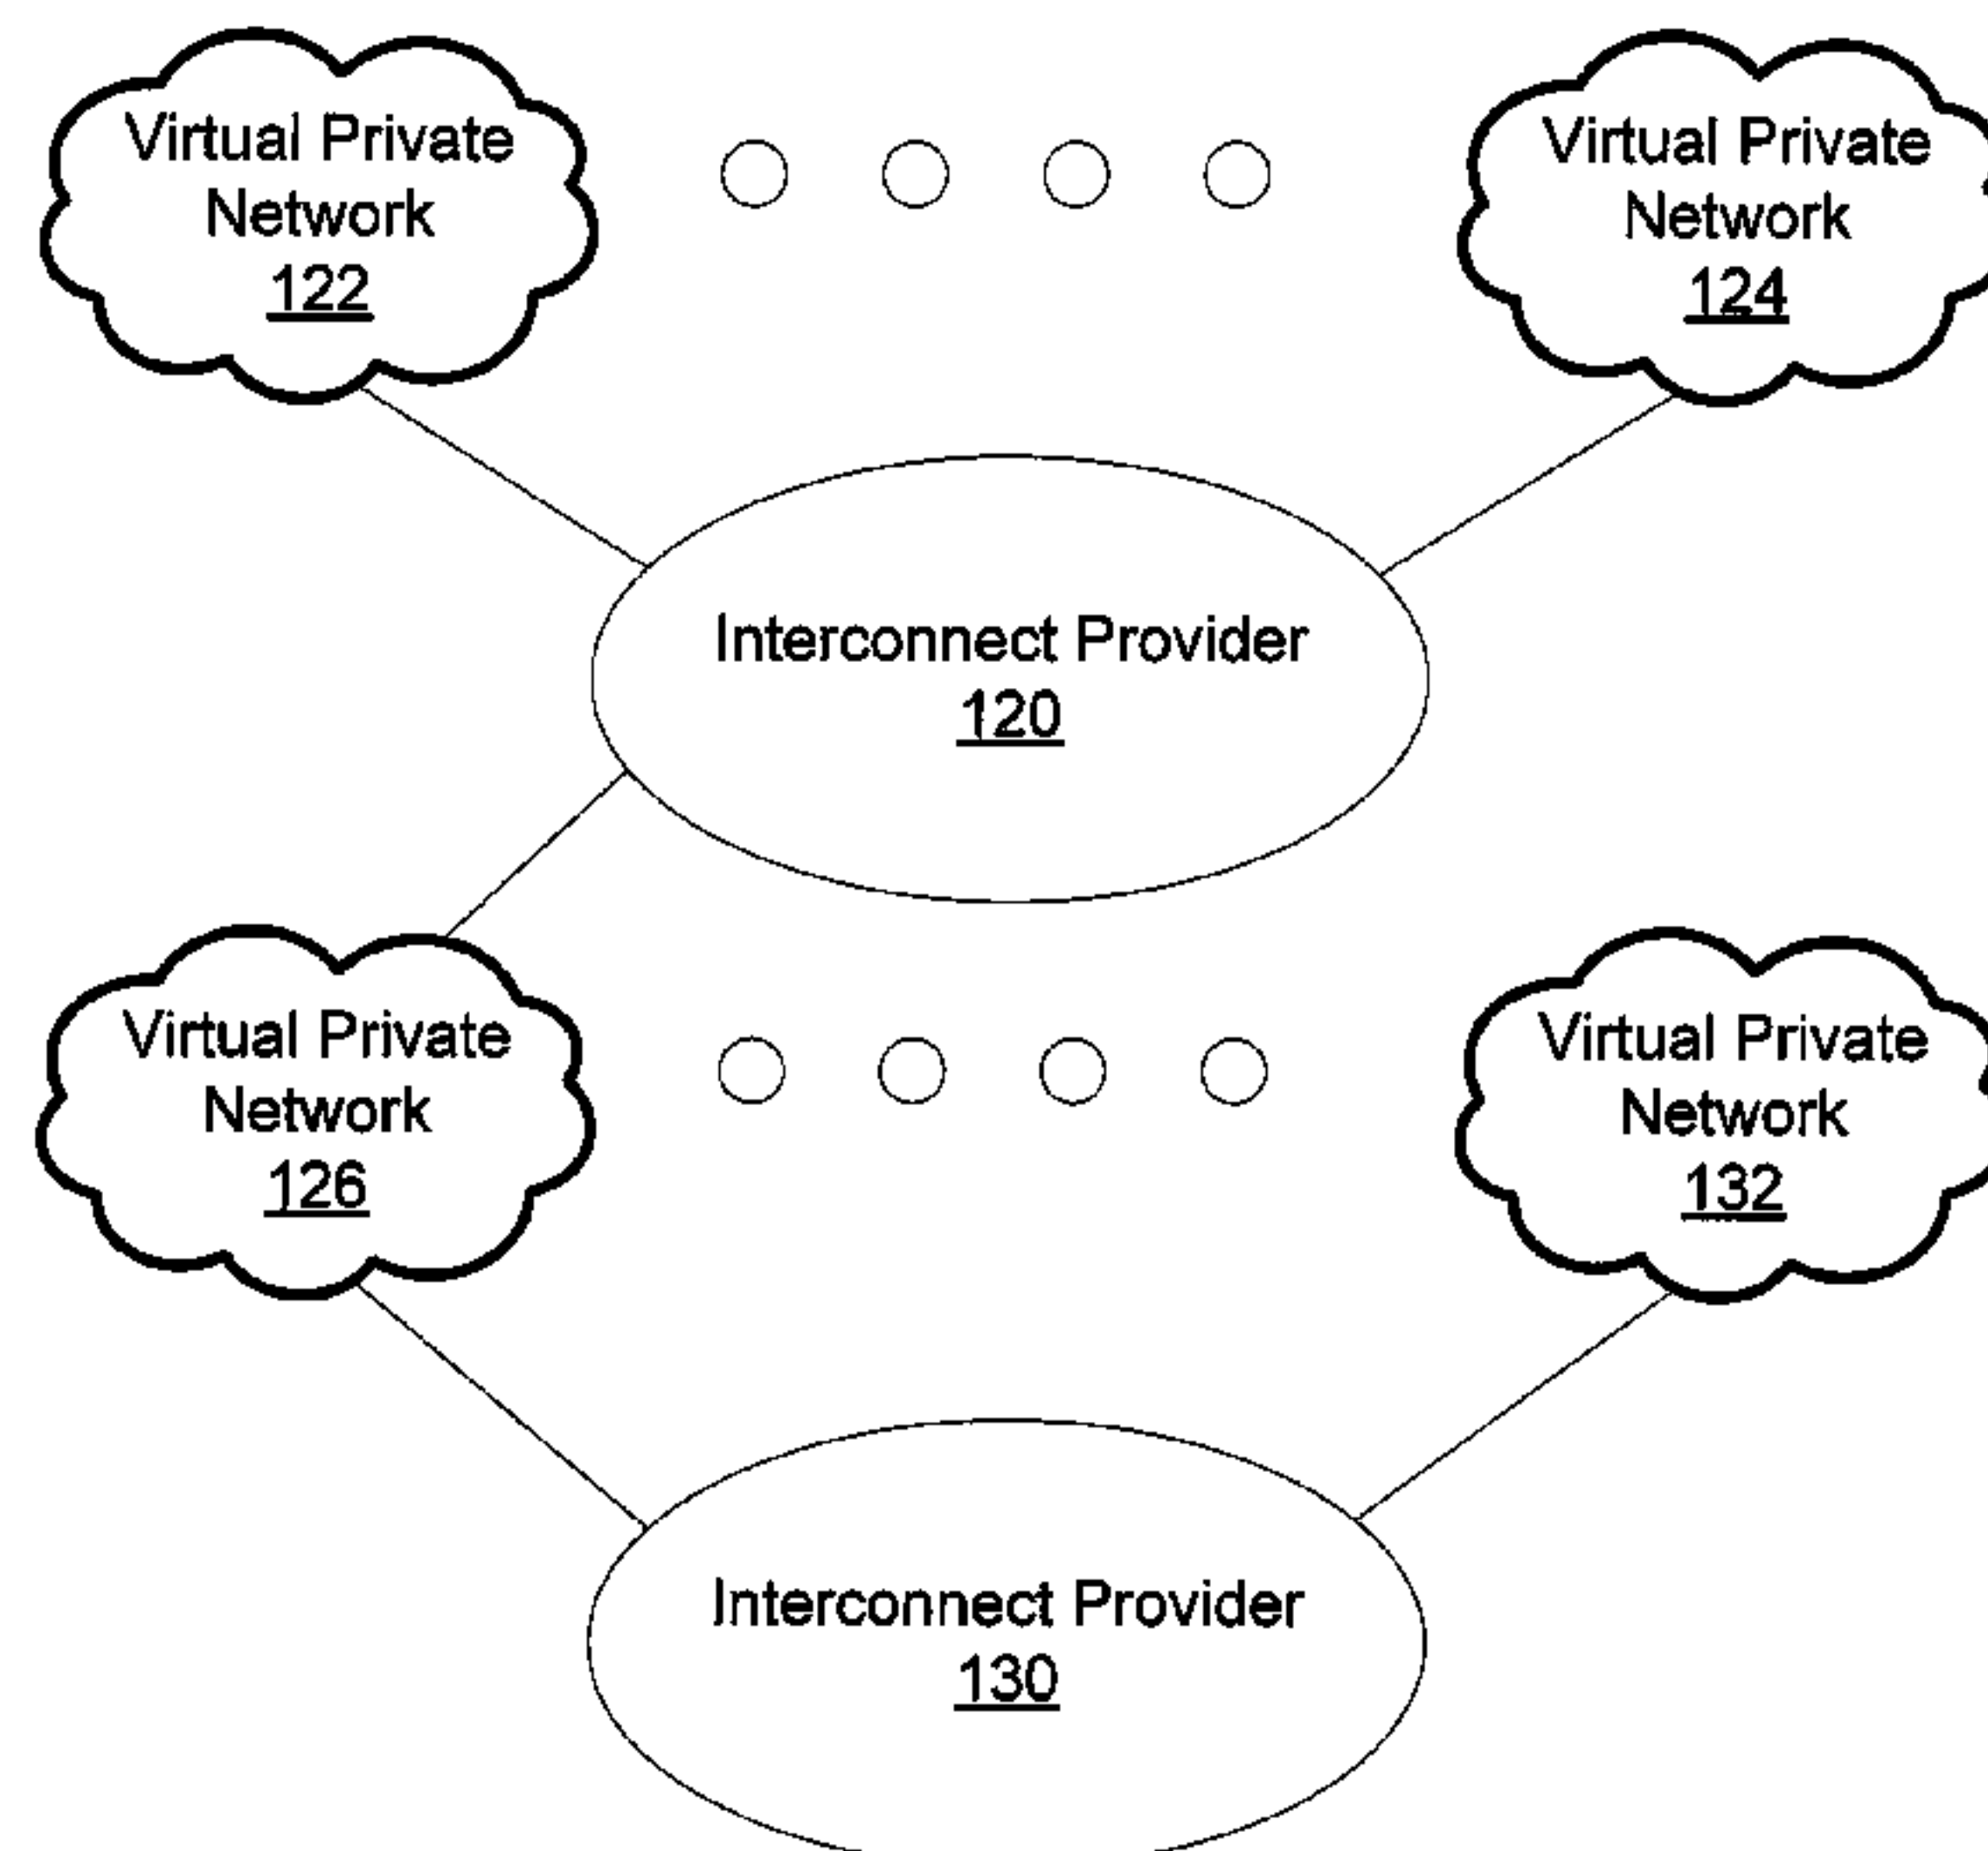 Virtual Private
Network
122
Virtual Private
Network
124
Interconnect Provider
120
Virtual Private
Network
126
Virtual Private
Network
132
Interconnect Provider
130